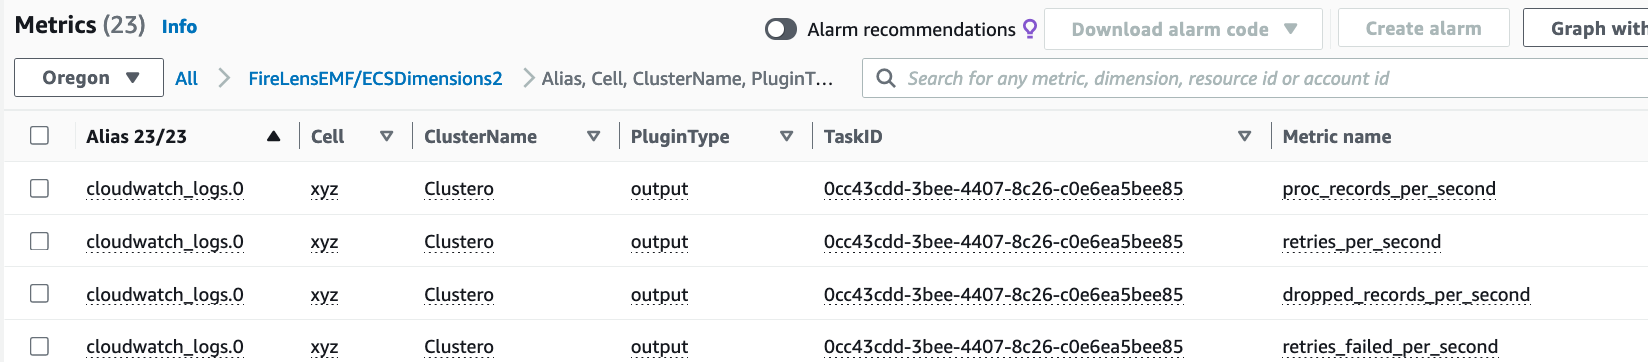 Metrics (23) Info
Alarm recommendations Download alarm code Create alarm Graph with
Oregon All FireLensEMF/ECSDimensions2 Alias, Cell, ClusterName, PluginT... Search for any metric, dimension, resource id or account id
Alias 23/23 Cell ClusterName PluginType TaskID Metric name
cloudwatch_logs.0 xyz Clustero output 0cc43cdd-3bee-4407-8c26-c0e6ea5bee85 proc_records_per_second
cloudwatch_logs.0 xyz Clustero output 0cc43cdd-3bee-4407-8c26-c0e6ea5bee85 retries_per_second
cloudwatch_logs.0 xyz Clustero output 0cc43cdd-3bee-4407-8c26-c0e6ea5bee85 dropped_records_per_second
cloudwatch_logs.0 xyz Clustero output 0cc43cdd-3bee-4407-8c26-c0e6ea5bee85 retries_failed_per_second